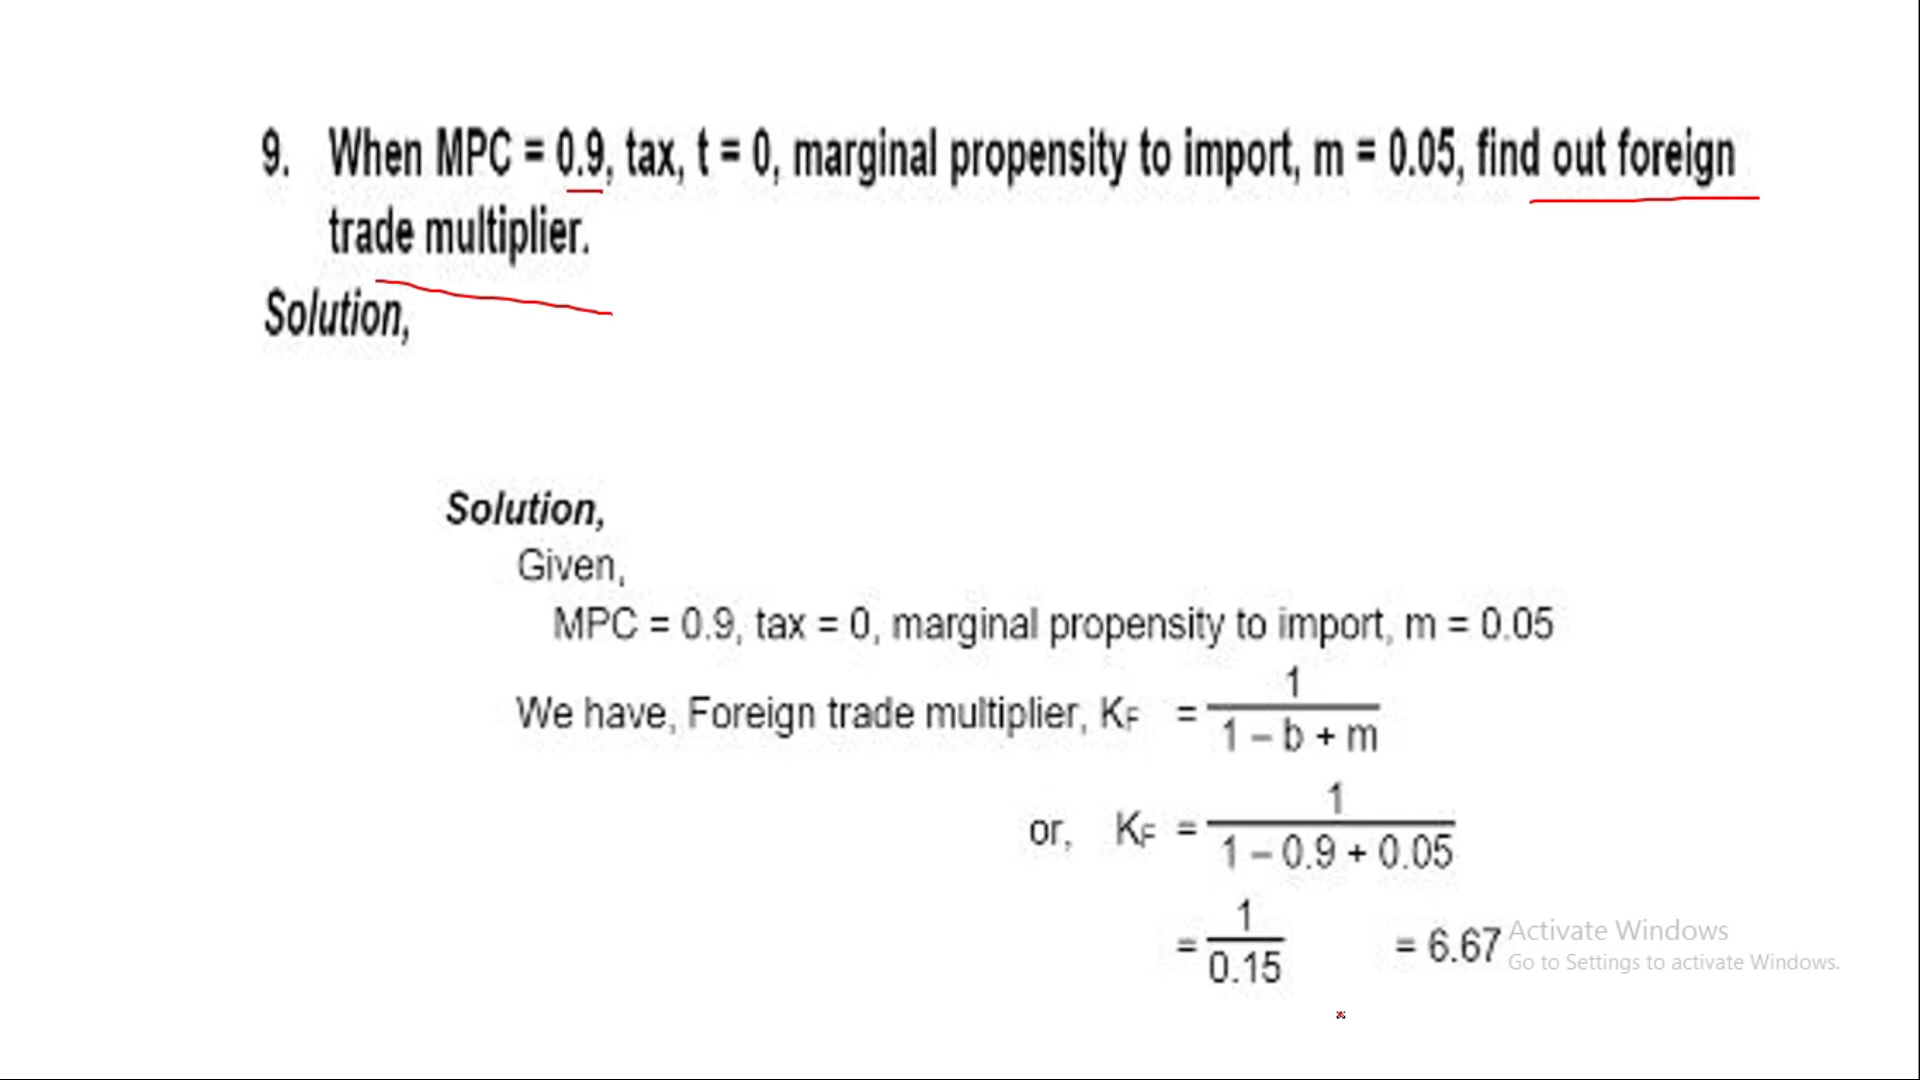 9. When MPC = 0.9, tax, t = 0, marginal propensity to import, m = 0.05, find out foreign
trade multiplier.
Solution,
Solution,
Given,
MPC = 0.9, tax = 0, marginal propensity to import, m = 0.05
We have, Foreign trade multiplier, KF = 1 / 1 – b + m
or, KF = 1 / 1 – 0.9 + 0.05
= 1 / 0.15 = 6.67
Activate Windows
Go to Settings to activate Windows.